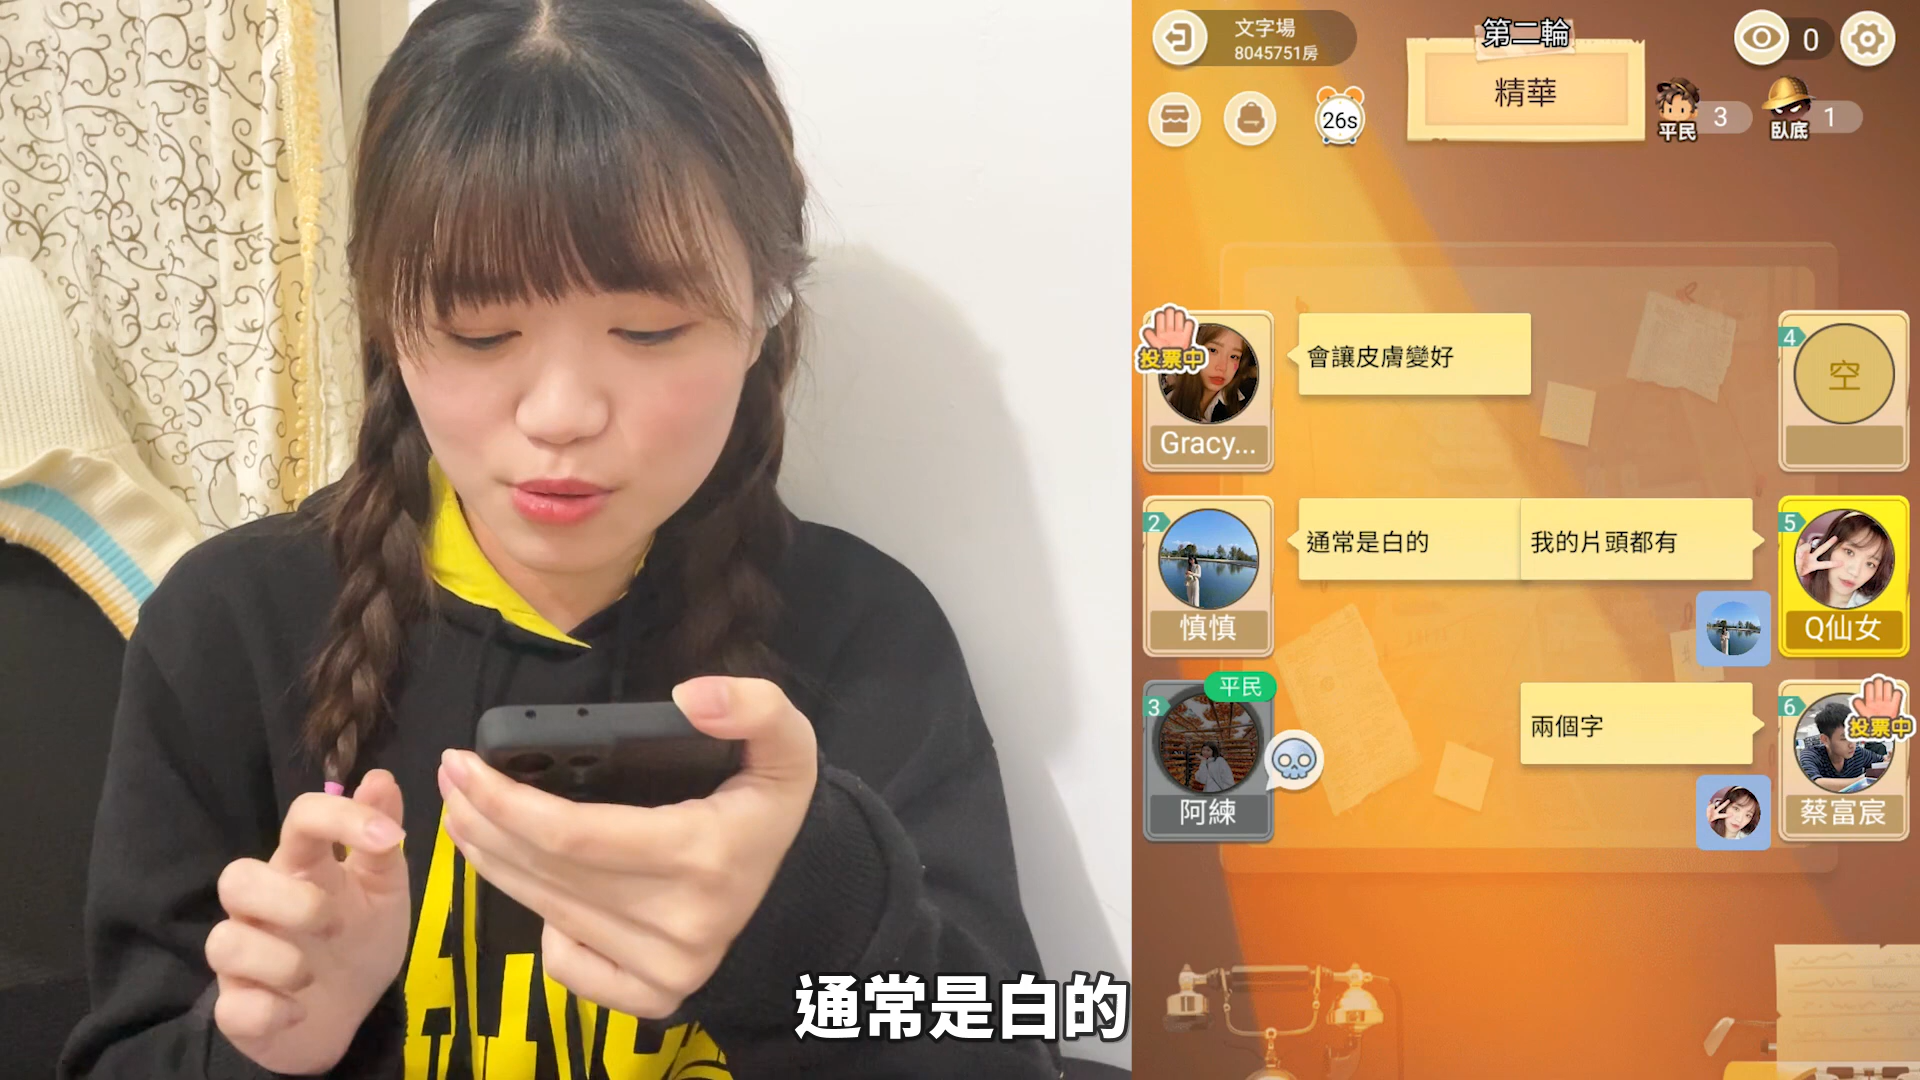 文字場
8045751房
第二輪
精華
0
26s
平民
3
臥底
1
投票中
Gracy...
會讓皮膚變好
4
空
2
慎慎
通常是白的
我的片頭都有
5
Q仙女
平民
3
阿練
兩個字
6
投票中
蔡富宸
通常是白的